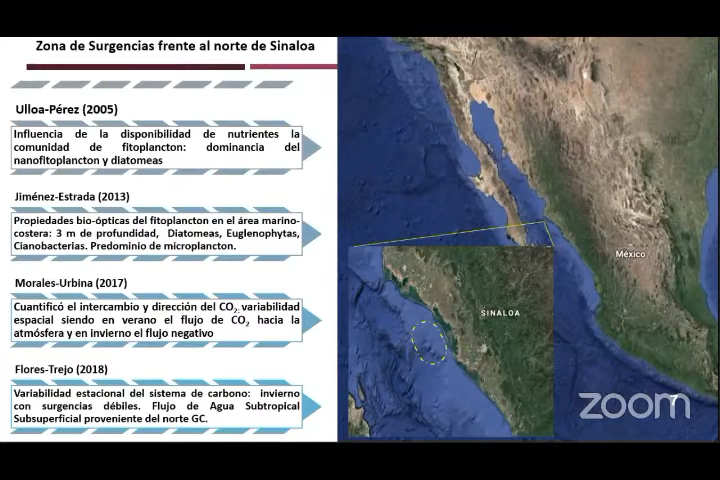 Zona de Surgencias frente al norte de Sinaloa
Ulloa-Pérez (2005)
Influencia de la disponibilidad de nutrientes la
comunidad de fitoplancton: dominancia del
nanofitoplancton y diatomeas
Jiménez-Estrada (2013)
Propiedades bio-ópticas del fitoplancton en el área marino-
costera: 3 m de profundidad, Diatomeas, Euglenophytas,
Cianobacterias. Predominio de microplancton.
Morales-Urbina (2017)
Cuantificó el intercambio y dirección del CO₂, variabilidad
espacial siendo en verano el flujo de CO₂ hacia la
atmósfera y en invierno el flujo negativo
Flores-Trejo (2018)
Variabilidad estacional del sistema de carbono: invierno
con surgencias débiles. Flujo de Agua Subtropical
Subsuperficial proveniente del norte GC.
México
SINALOA
zoom
7